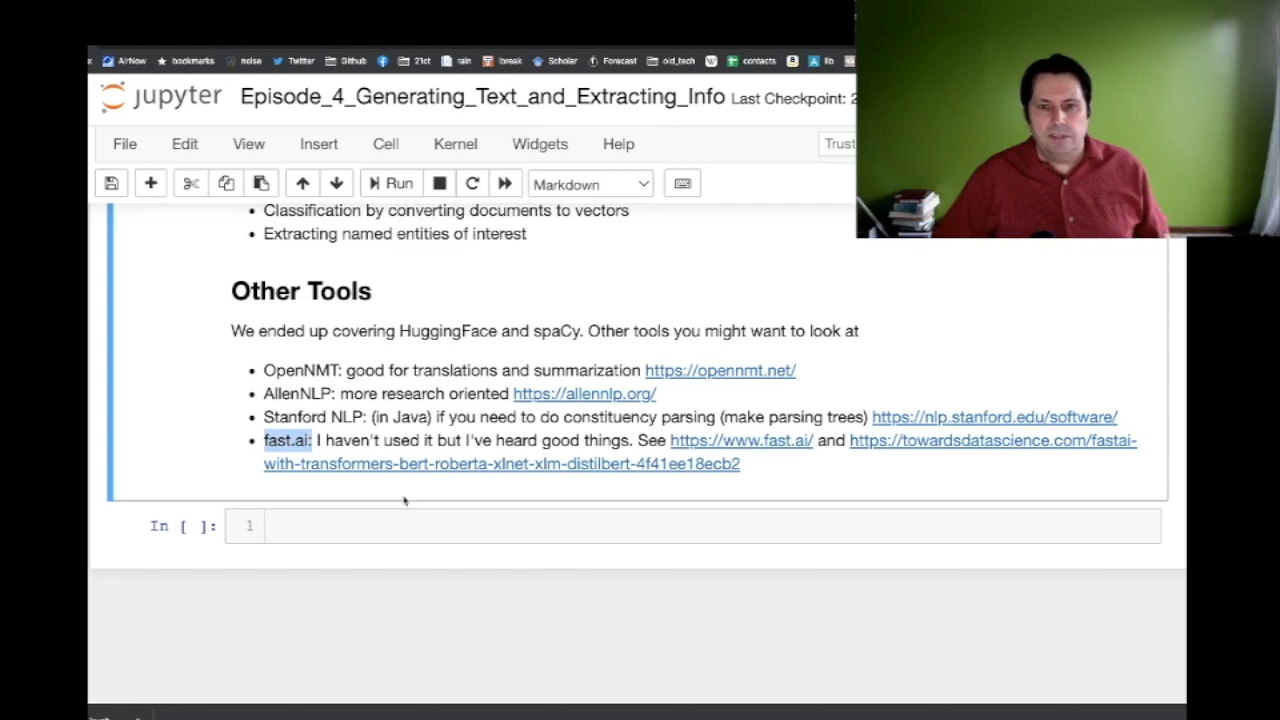 AirNow bookmarks noise Twitter Github 21ct rain break Scholar Forecast old_tech contacts lib
jupyter Episode_4_Generating_Text_and_Extracting_Info Last Checkpoint: 2
File Edit View Insert Cell Kernel Widgets Help Trust
Run Markdown
• Classification by converting documents to vectors
• Extracting named entities of interest
Other Tools
We ended up covering HuggingFace and spaCy. Other tools you might want to look at
• OpenNMT: good for translations and summarization https://opennmt.net/
• AllenNLP: more research oriented https://allennlp.org/
• Stanford NLP: (in Java) if you need to do constituency parsing (make parsing trees) https://nlp.stanford.edu/software/
• fast.ai: I haven't used it but I've heard good things. See https://www.fast.ai/ and https://towardsdatascience.com/fastai-
with-transformers-bert-roberta-xlnet-xlm-distilbert-4f41ee18ecb2
In [ ]: 1